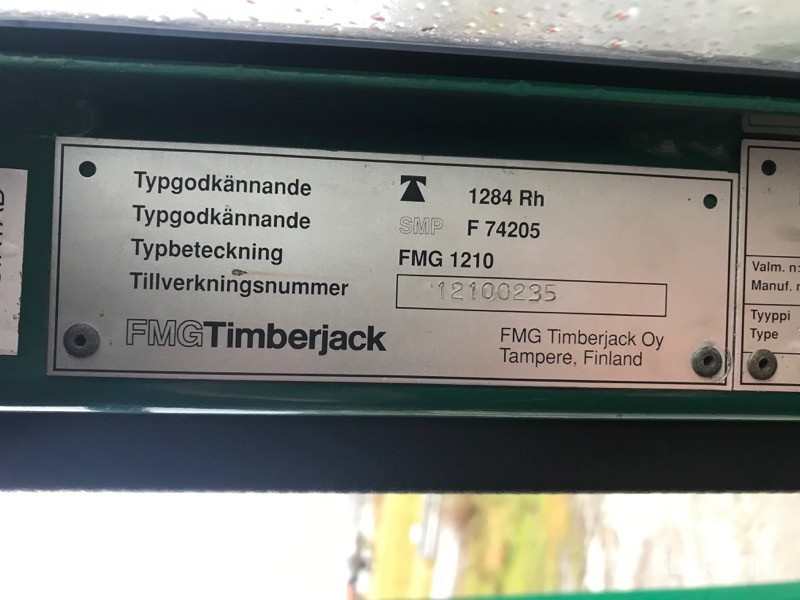 Typgodkännande 1284 Rh
Typgodkännande SMP F 74205
Typbeteckning FMG 1210
Tillverkningsnummer 12100235
FMG Timberjack
FMG Timberjack Oy
Tampere, Finland
Valm. n:
Manuf. n
Tyyppi
Type